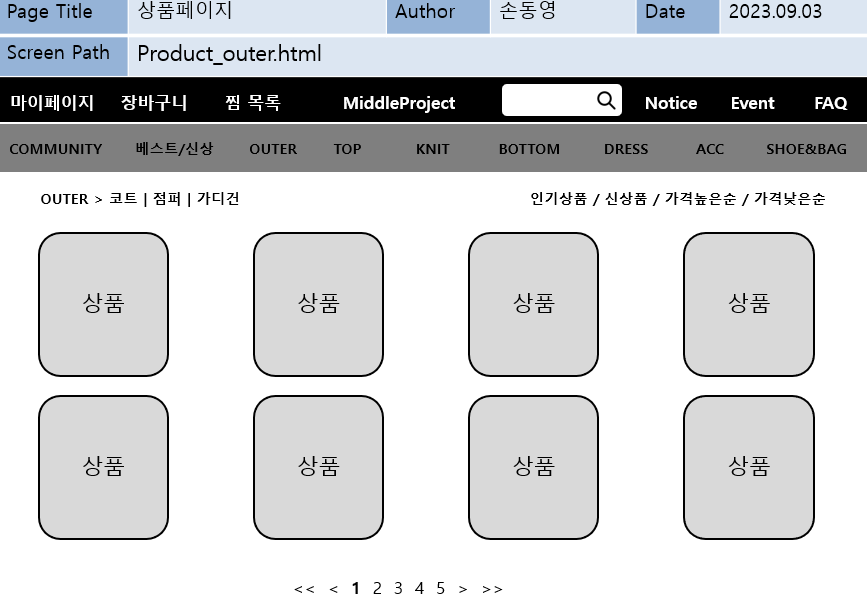 Page Title 상품페이지 Author 손동영 Date 2023.09.03
Screen Path Product_outer.html
마이페이지 장바구니 찜 목록 MiddleProject Notice Event FAQ
COMMUNITY 베스트/신상 OUTER TOP KNIT BOTTOM DRESS ACC SHOE&BAG
OUTER > 코트 | 점퍼 | 가디건 인기상품 / 신상품 / 가격높은순 / 가격낮은순
상품 상품 상품 상품
상품 상품 상품 상품
<< < 1 2 3 4 5 > >>